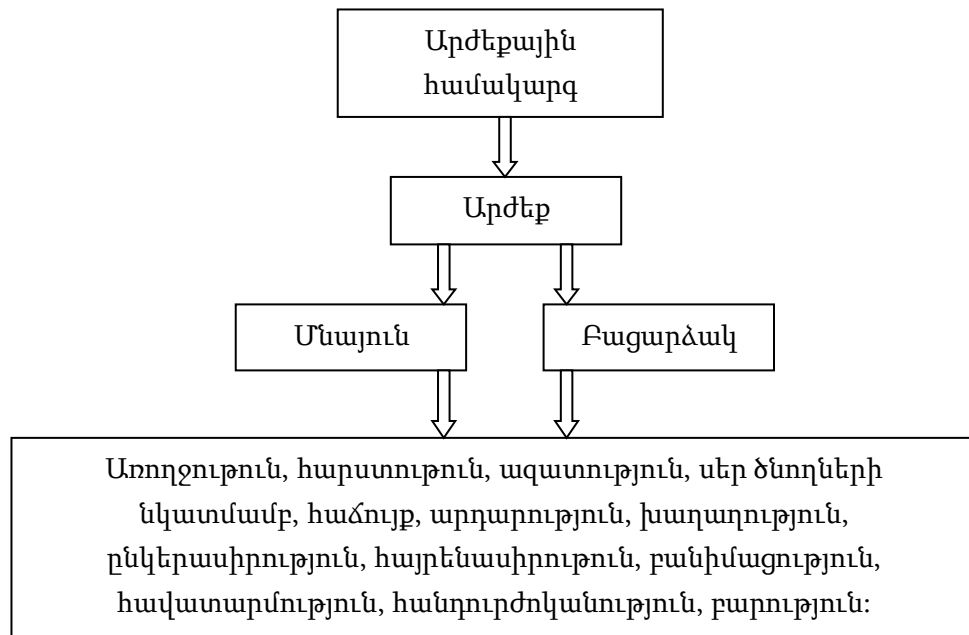 Արժեքային
համակարգ
Արժեք
Մնայուն
Բացարձակ
Առողջութուն, հարստութուն, ազատություն, սեր ծնողների
նկատմամբ, հաճույք, արդարություն, խաղաղություն,
ընկերասիրություն, հայրենասիրութուն, բանիմացություն,
հավատարմություն, հանդուրժոկանություն, բարություն: